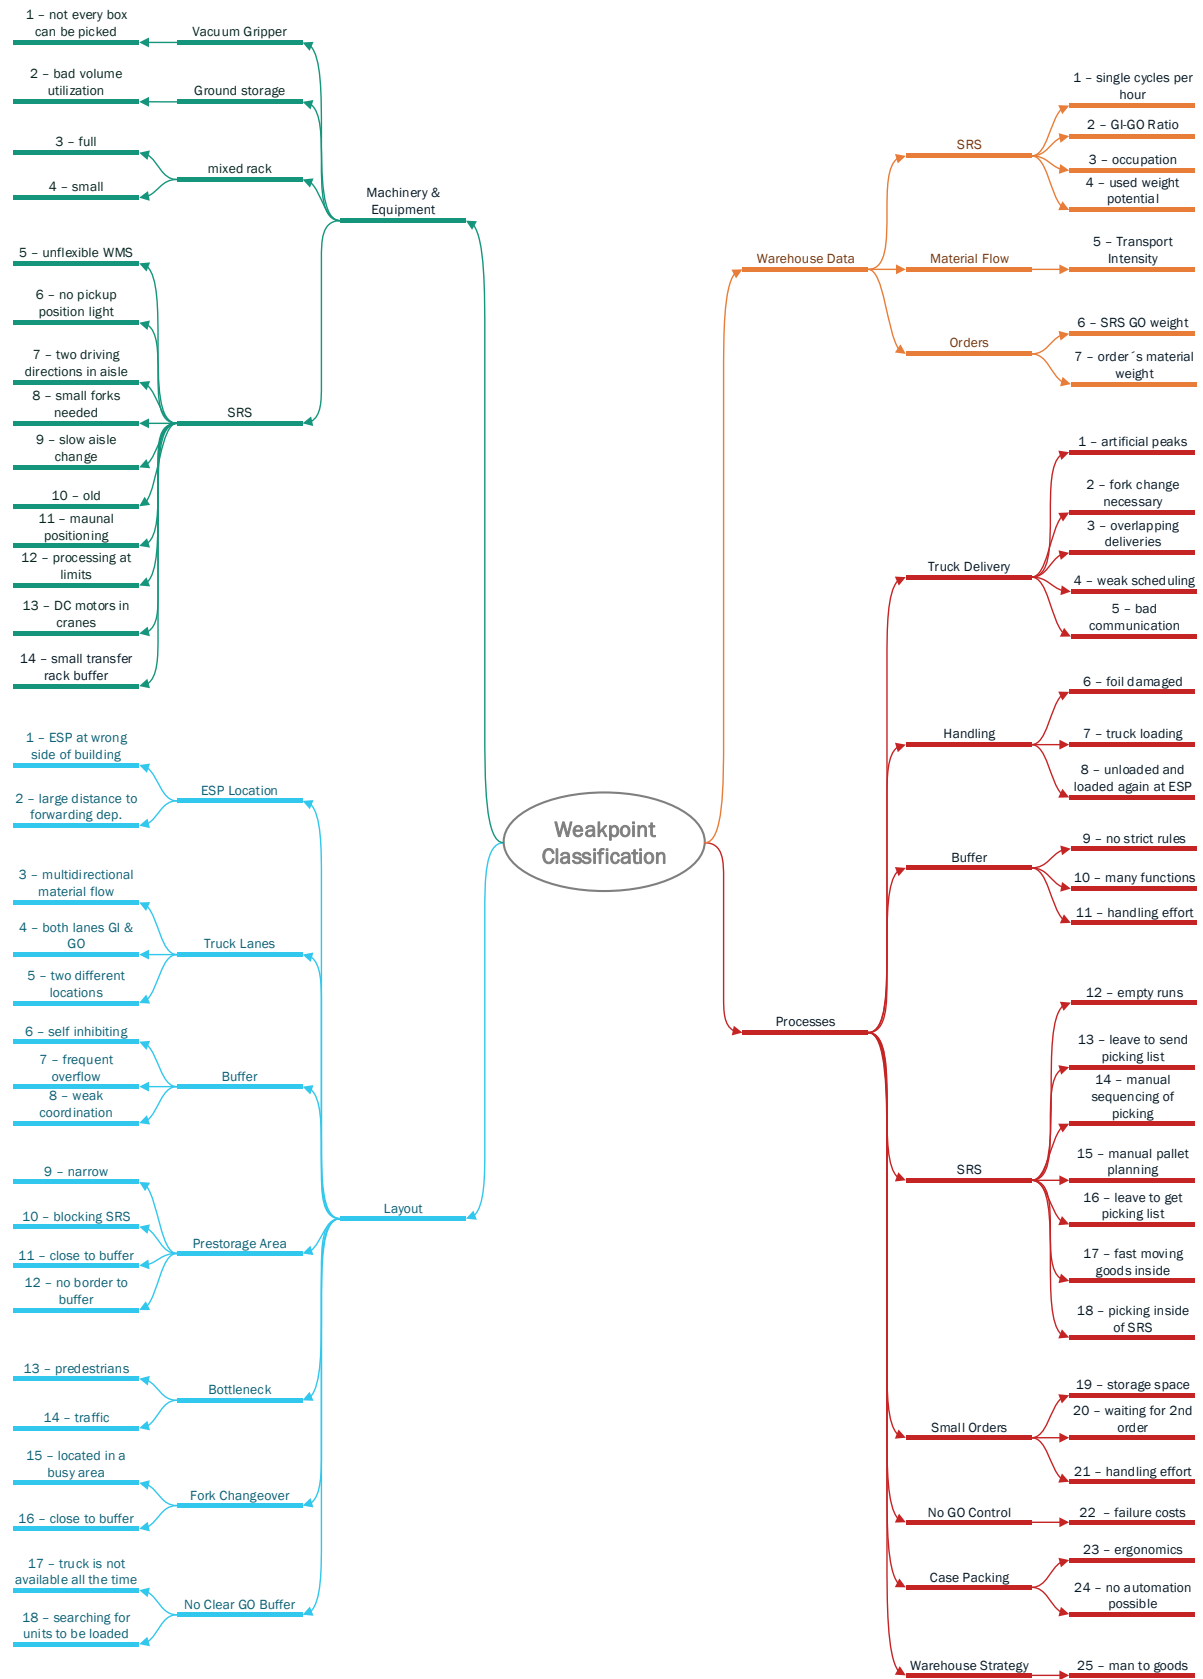 Weakpoint
Classification
Machinery &
Equipment
Vacuum Gripper
1 – not every box
can be picked
Ground storage
2 – bad volume
utilization
mixed rack
3 – full
4 – small
SRS
5 – unflexible WMS
6 – no pickup
position light
7 – two driving
directions in aisle
8 – small forks
needed
9 – slow aisle
change
10 – old
11 – maunal
positioning
12 – processing at
limits
13 – DC motors in
cranes
14 – small transfer
rack buffer
Layout
ESP Location
1 – ESP at wrong
side of building
2 – large distance to
forwarding dep.
Truck Lanes
3 – multidirectional
material flow
4 – both lanes GI &
GO
5 – two different
locations
Buffer
6 – self inhibiting
7 – frequent
overflow
8 – weak
coordination
Prestorage Area
9 – narrow
10 – blocking SRS
11 – close to buffer
12 – no border to
buffer
Bottleneck
13 – predestrians
14 – traffic
Fork Changeover
15 – located in a
busy area
16 – close to buffer
No Clear GO Buffer
17 – truck is not
available all the time
18 – searching for
units to be loaded
Warehouse Data
SRS
1 – single cycles per
hour
2 – GI-GO Ratio
3 – occupation
4 – used weight
potential
Material Flow
5 – Transport
Intensity
Orders
6 – SRS GO weight
7 – order´s material
weight
Processes
Truck Delivery
1 – artificial peaks
2 – fork change
necessary
3 – overlapping
deliveries
4 – weak scheduling
5 – bad
communication
Handling
6 – foil damaged
7 – truck loading
8 – unloaded and
loaded again at ESP
Buffer
9 – no strict rules
10 – many functions
11 – handling effort
SRS
12 – empty runs
13 – leave to send
picking list
14 – manual
sequencing of
picking
15 – manual pallet
planning
16 – leave to get
picking list
17 – fast moving
goods inside
18 – picking inside
of SRS
Small Orders
19 – storage space
20 – waiting for 2nd
order
21 – handling effort
No GO Control
22 – failure costs
Case Packing
23 – ergonomics
24 – no automation
possible
Warehouse Strategy
25 – man to goods